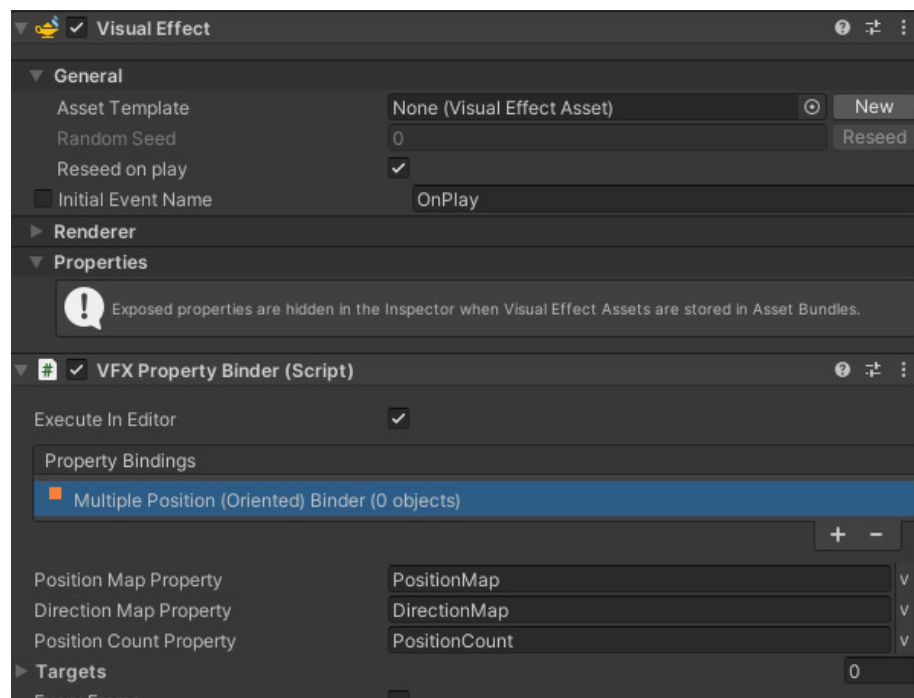 Visual Effect
General
Asset Template None (Visual Effect Asset) New
Random Seed 0 Reseed
Reseed on play
Initial Event Name OnPlay
Renderer
Properties
Exposed properties are hidden in the Inspector when Visual Effect Assets are stored in Asset Bundles.
# VFX Property Binder (Script)
Execute In Editor
Property Bindings
Multiple Position (Oriented) Binder (0 objects)
+ −
Position Map Property PositionMap v
Direction Map Property DirectionMap v
Position Count Property PositionCount v
Targets 0